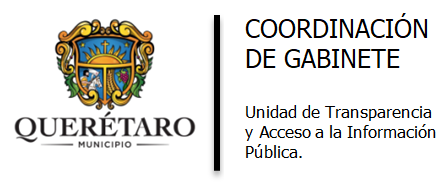 QUERÉTARO
MUNICIPIO
COORDINACIÓN
DE GABINETE
Unidad de Transparencia
y Acceso a la Información
Pública.